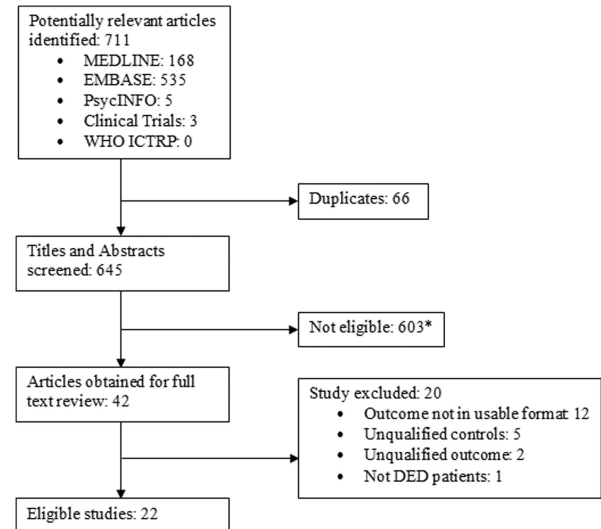 Potentially relevant articles
identified: 711
• MEDLINE: 168
• EMBASE: 535
• PsycINFO: 5
• Clinical Trials: 3
• WHO ICTRP: 0
Duplicates: 66
Titles and Abstracts
screened: 645
Not eligible: 603*
Articles obtained for full
text review: 42
Study excluded: 20
• Outcome not in usable format: 12
• Unqualified controls: 5
• Unqualified outcome: 2
• Not DED patients: 1
Eligible studies: 22